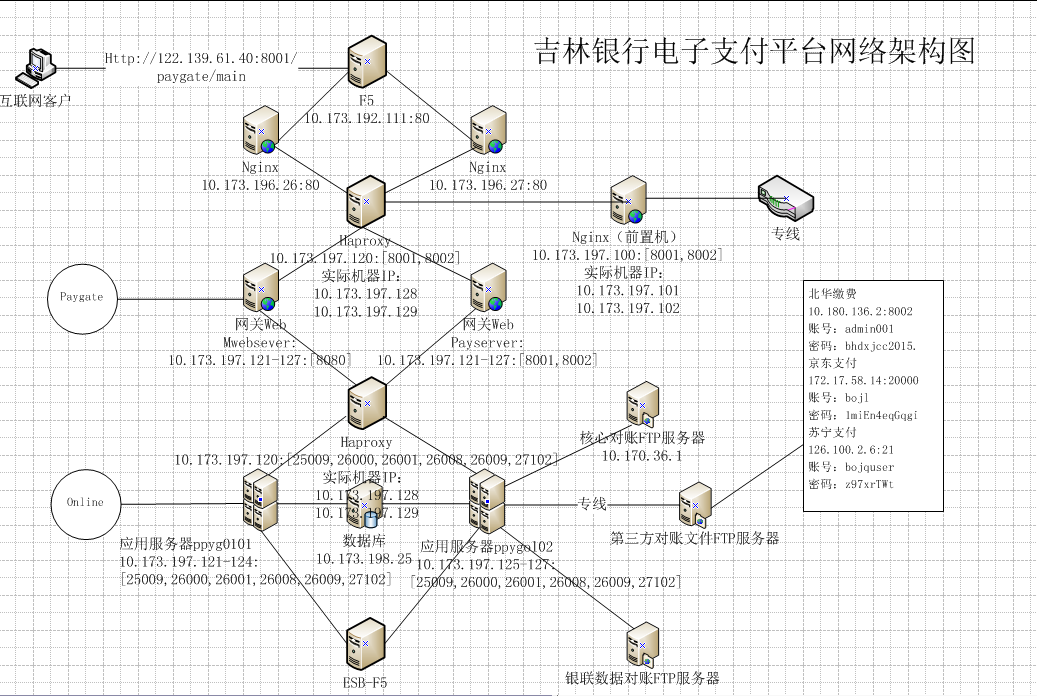 吉林银行电子支付平台网络架构图
Http://122.139.61.40:8001/
paygate/main
互联网客户
F5
10.173.192.111:80
Nginx
10.173.196.26:80
Nginx
10.173.196.27:80
Haproxy
10.173.197.120:[8001,8002]
实际机器IP:
10.173.197.128
10.173.197.129
Nginx（前置机）
10.173.197.100:[8001,8002]
实际机器IP:
10.173.197.101
10.173.197.102
专线
Paygate
网关Web
Mwebsever:
10.173.197.121-127:[8080]
网关Web
Payserver:
10.173.197.121-127:[8001,8002]
北华缴费
10.180.136.2:8002
账号: admin001
密码: bhdxjcc2015.
京东支付
172.17.58.14:20000
账号: bojl
密码: 1miEn4eqGqgi
苏宁支付
126.100.2.6:21
账号: bojquser
密码: z97xrTWt
Haproxy
10.173.197.120:[25009,26000,26001,26008,26009,27102]
实际机器IP:
10.173.197.128
10.173.197.129
核心对账FTP服务器
10.170.36.1
Online
数据库
10.173.198.25
专线
第三方对账文件FTP服务器
应用服务器ppyg0101
10.173.197.121-124:
[25009,26000,26001,26008,26009,27102]
应用服务器ppygo102
10.173.197.125-127:
[25009,26000,26001,26008,26009,27102]
ESB-F5
银联数据对账FTP服务器